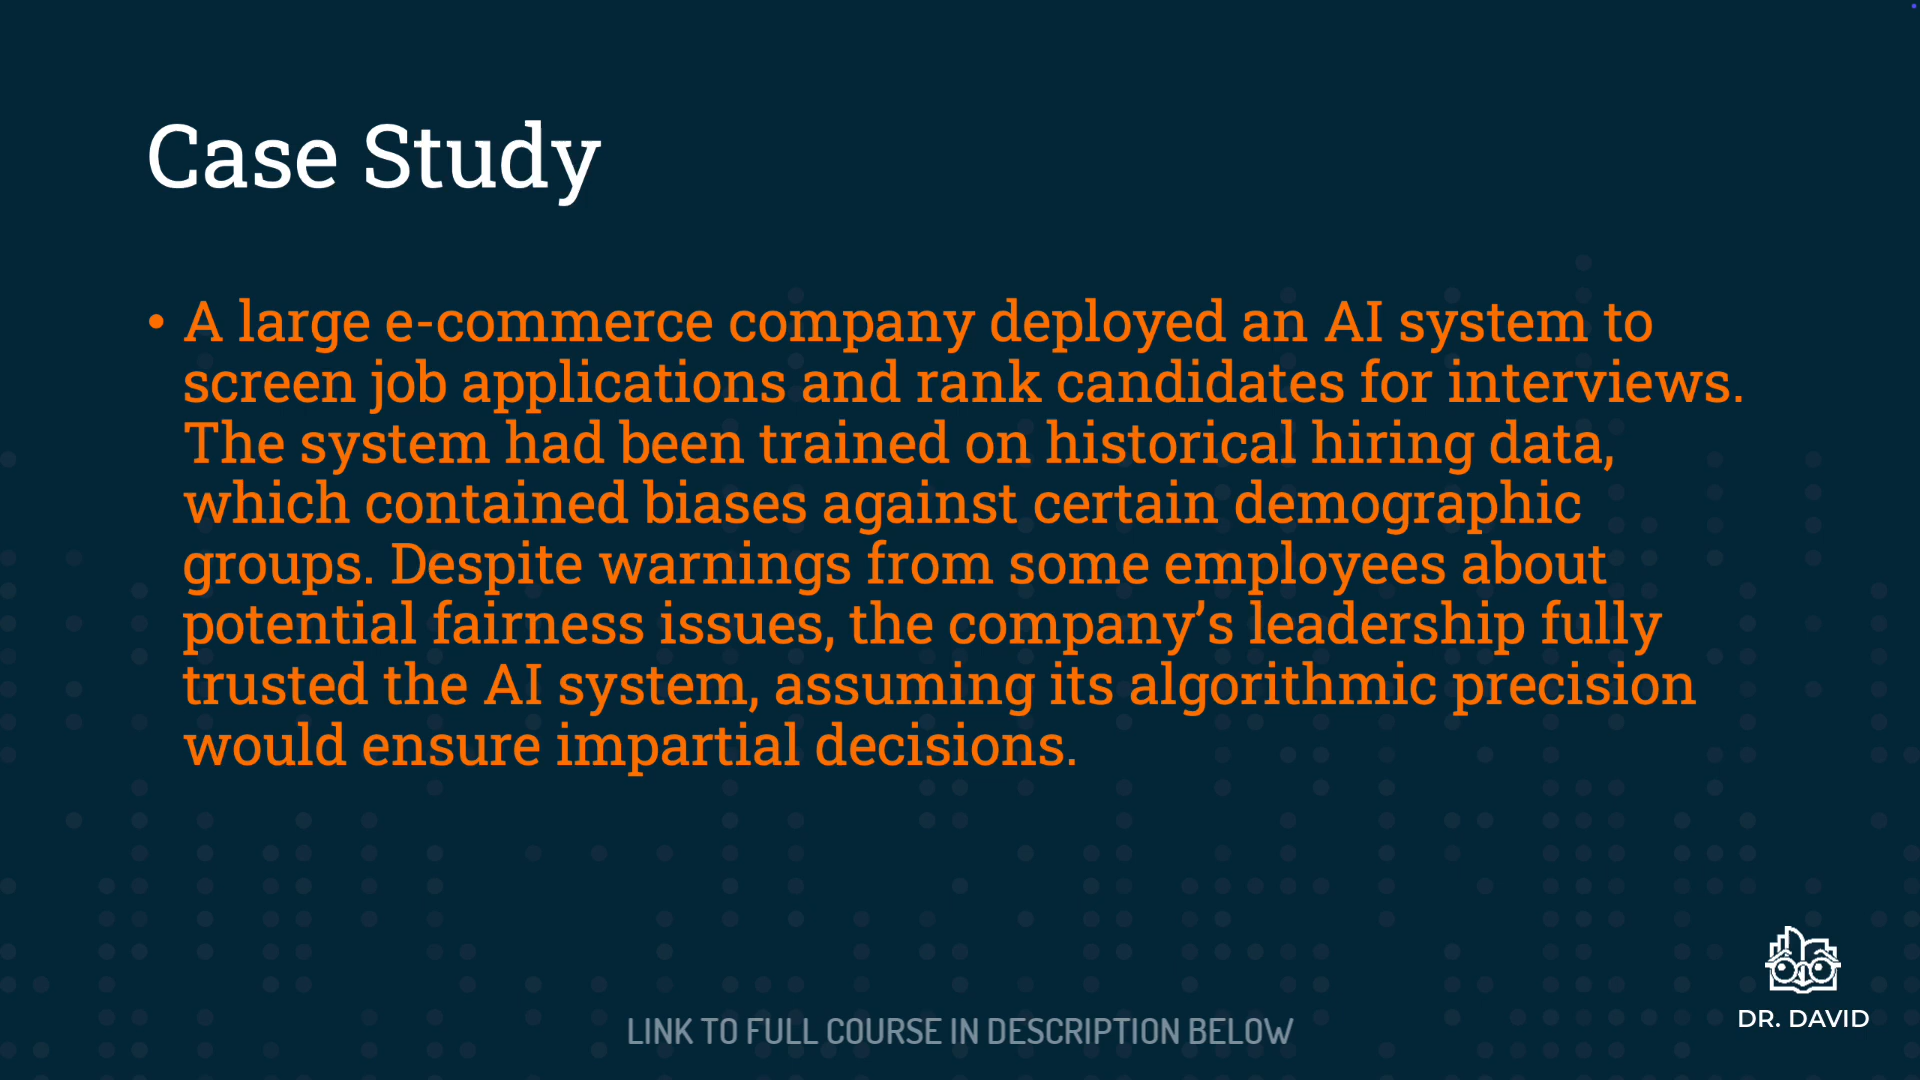 Case Study
• A large e-commerce company deployed an AI system to
screen job applications and rank candidates for interviews.
The system had been trained on historical hiring data,
which contained biases against certain demographic
groups. Despite warnings from some employees about
potential fairness issues, the company’s leadership fully
trusted the AI system, assuming its algorithmic precision
would ensure impartial decisions.
DR. DAVID
LINK TO FULL COURSE IN DESCRIPTION BELOW